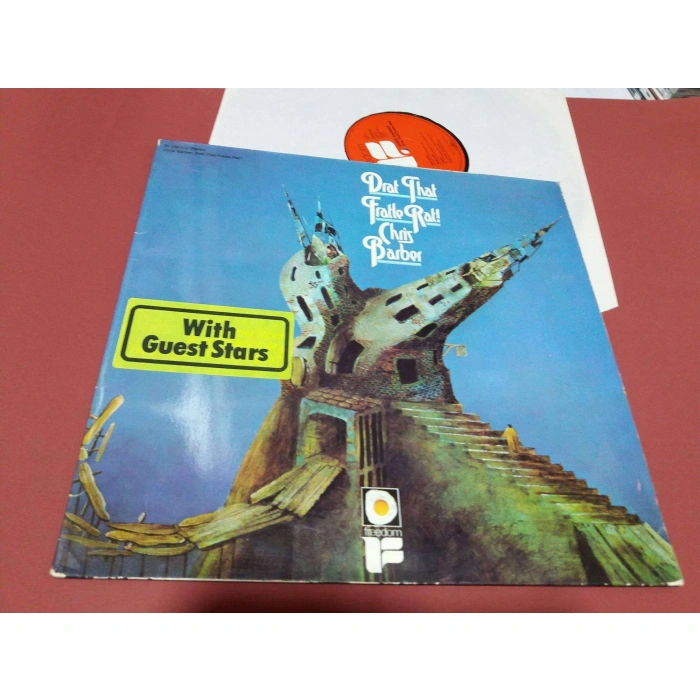 Drat That
Fratle Rat!
Chris
Barber
With
Guest Stars
freedom